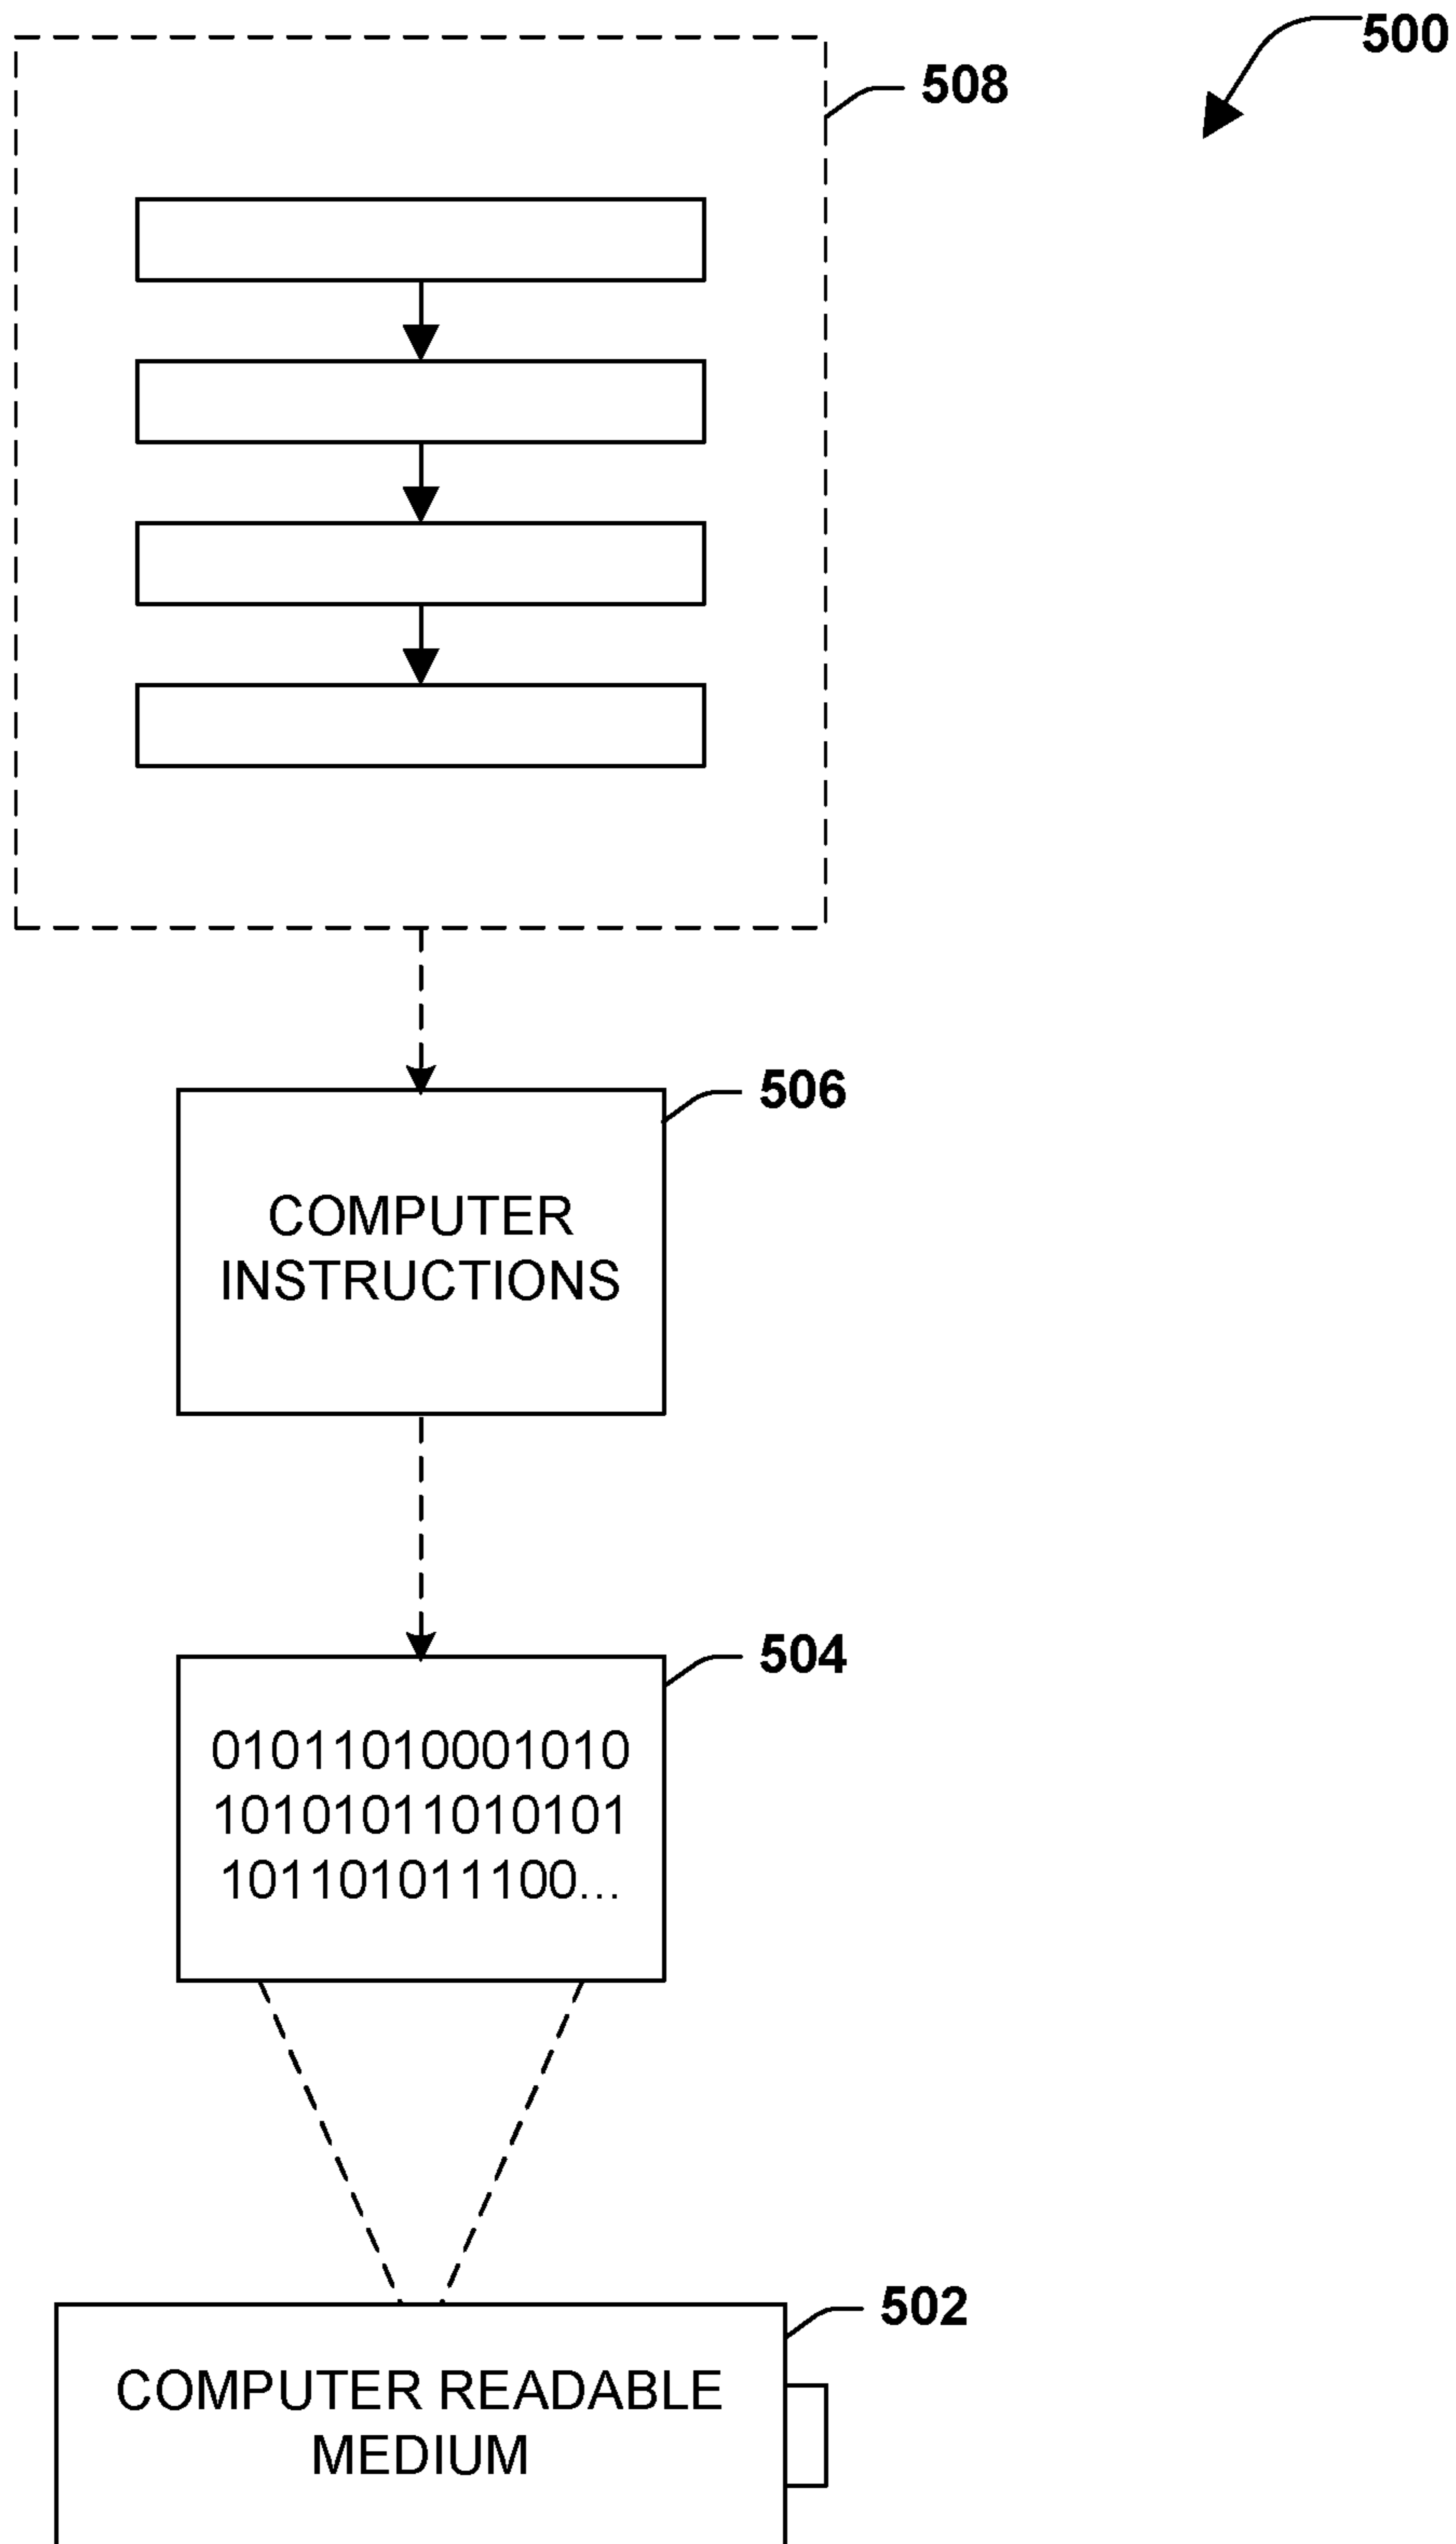 500
508
506
COMPUTER
INSTRUCTIONS
504
01011010001010
10101011010101
101101011100...
502
COMPUTER READABLE
MEDIUM